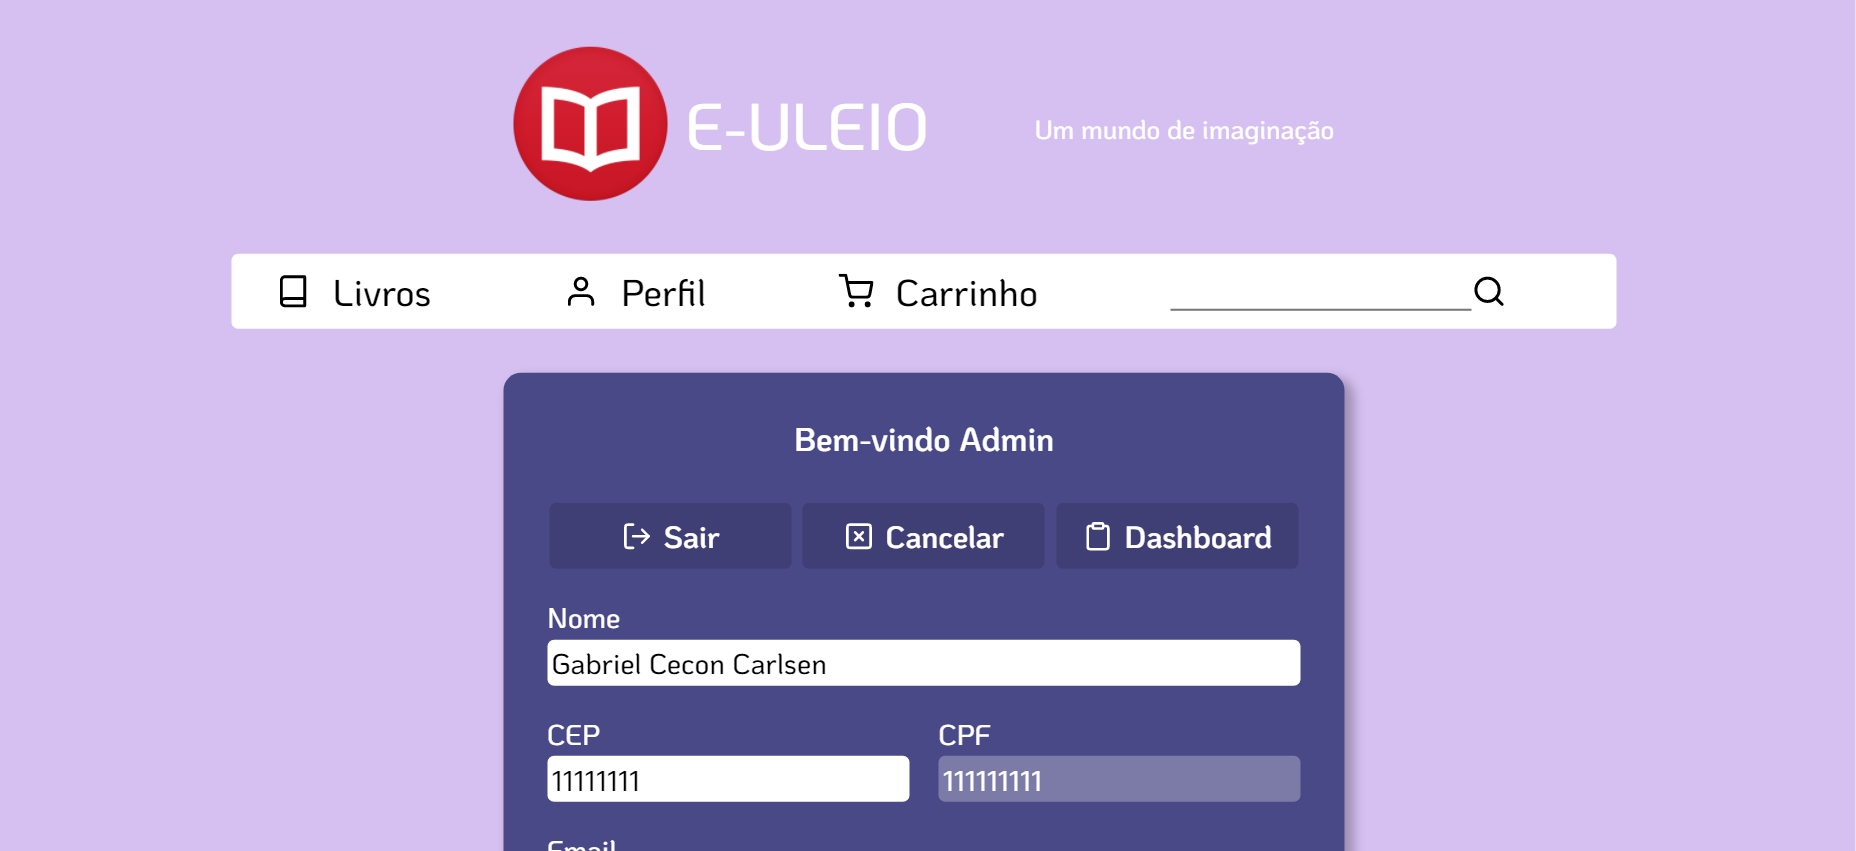 E-ULEIO
Um mundo de imaginação
Livros
Perfil
Carrinho
Bem-vindo Admin
Sair
Cancelar
Dashboard
Nome
Gabriel Cecon Carlsen
CEP
CPF
11111111
111111111
Email